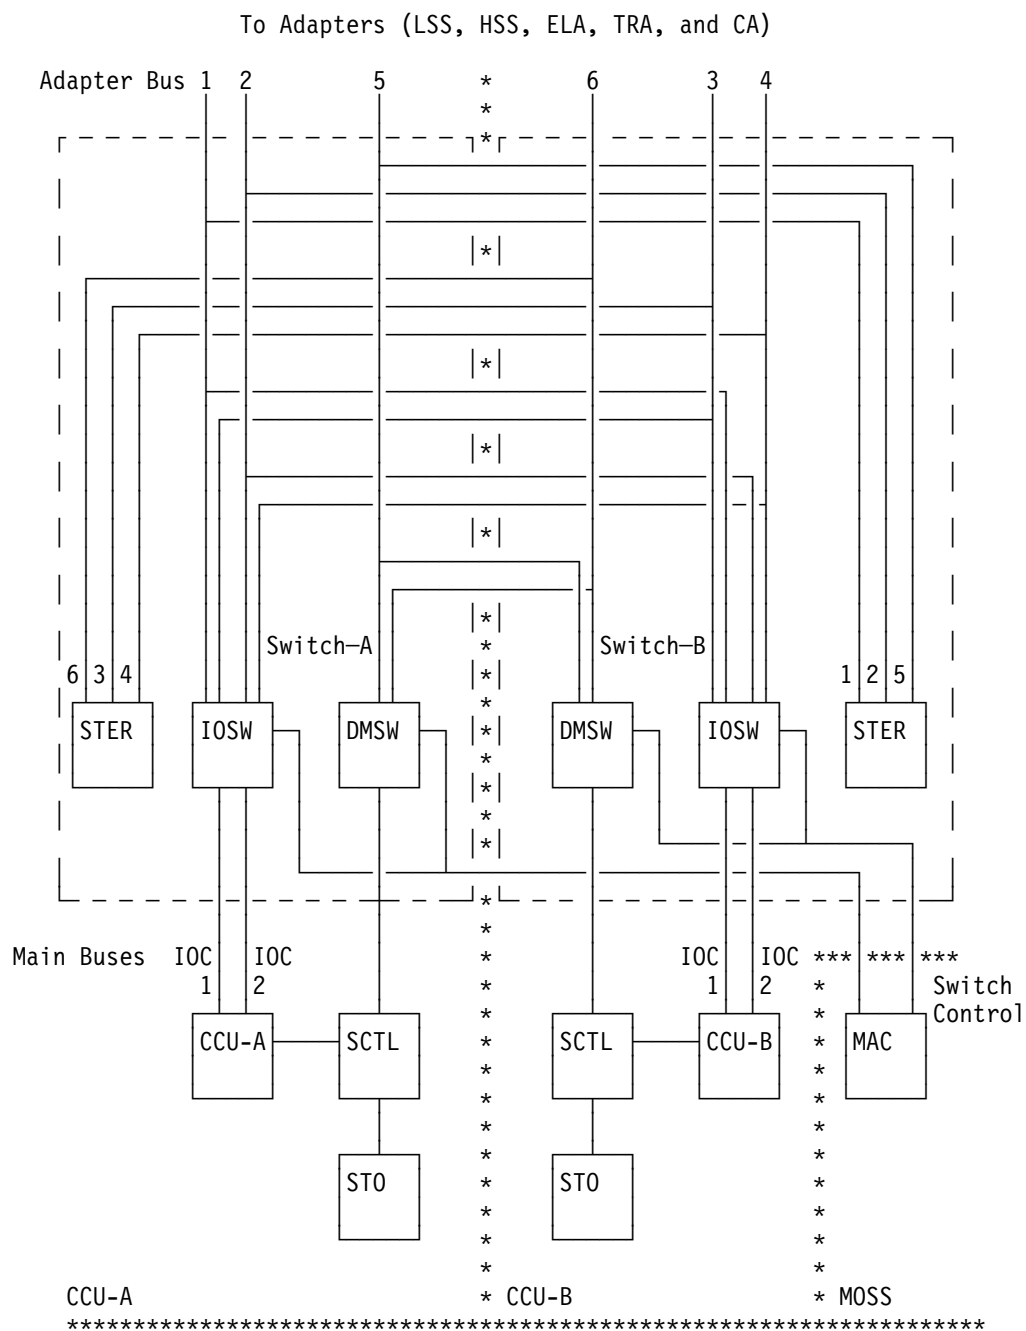 To Adapters (LSS, HSS, ELA, TRA, and CA)
Adapter Bus 1 2 5 * 6 3 4
*
*
|*|
|*|
|*|
|*|
|*|
Switch—A * Switch—B
6 3 4 |*| 1 2 5
*
STER IOSW DMSW |*| DMSW IOSW STER
*
|*|
*
|*|
*
*
Main Buses IOC IOC * IOC IOC *** *** ***
1 2 * 1 2 * Switch
* * Control
CCU-A SCTL * SCTL CCU-B * MAC
* *
* *
* *
* *
STO * STO *
* *
* *
* *
CCU-A * CCU-B * MOSS
*********************************************************************